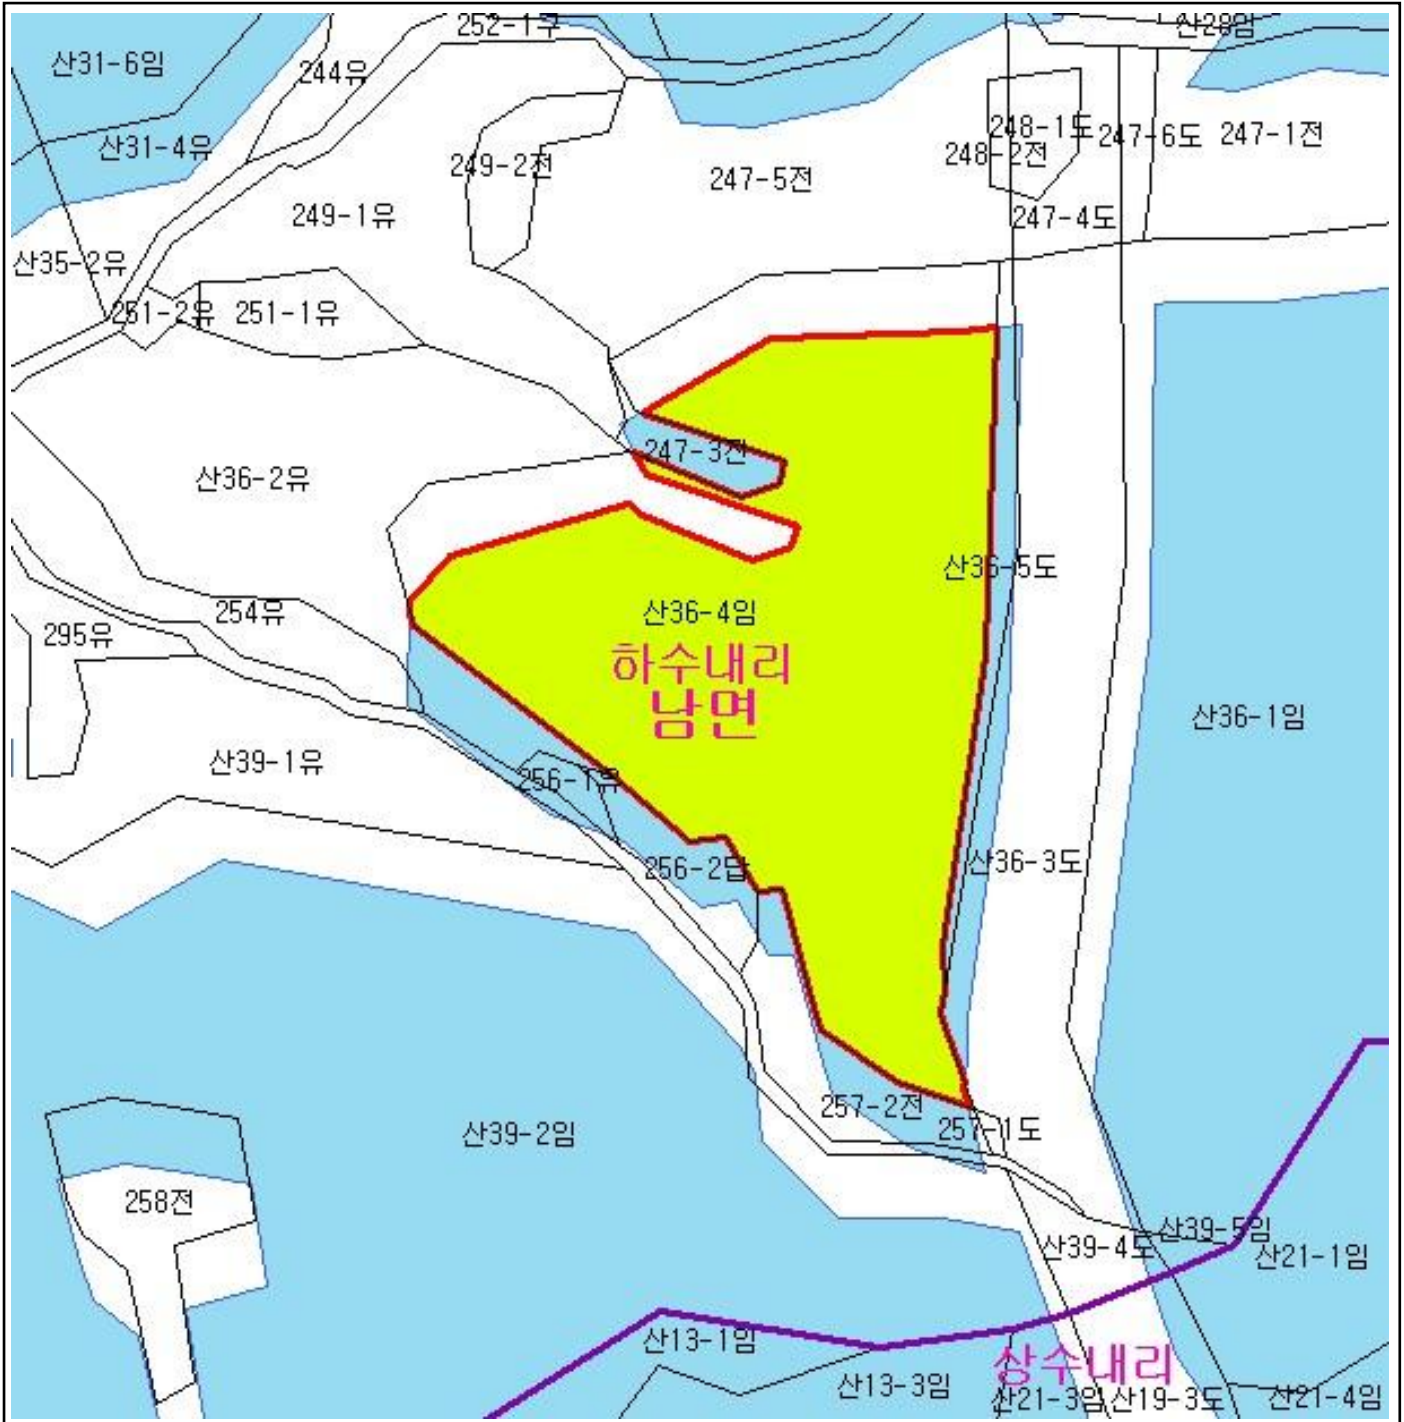 252-1구
산28임
산31-6임
244유
산31-4유
248-1도
247-6도
247-1전
249-2전
248-2전
247-5전
249-1유
247-4도
산35-2유
251-2유
251-1유
247-3전
산36-2유
산36-5도
254유
산36-4임
295유
하수내리
남면
산36-1임
산39-1유
256-1유
256-2답
산36-3도
257-2전
257-1도
산39-2임
258전
산39-5임
산39-4도
산21-1임
산13-1임
상수내리
산13-3임
산21-3임
산19-3도
산21-4임